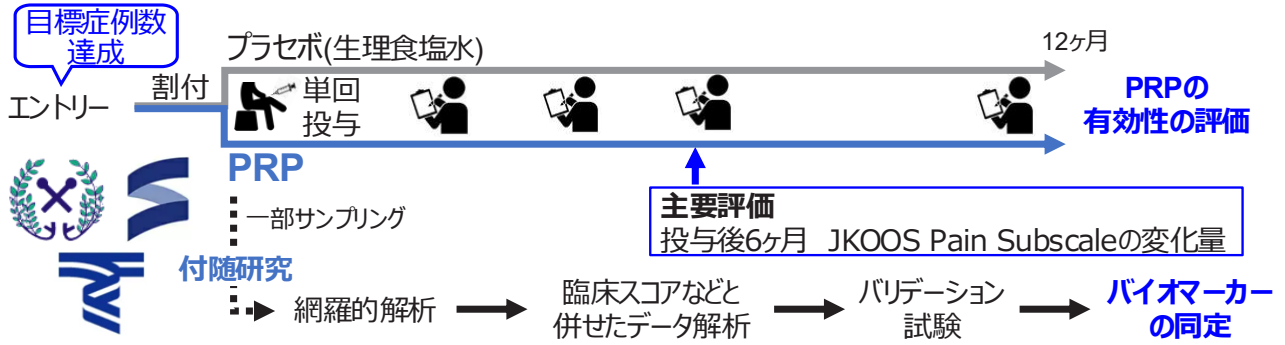 目標症例数
達成
エントリー
割付
プラセボ(生理食塩水)
12ヶ月
単回
投与
PRPの
有効性の評価
PRP
一部サンプリング
主要評価
投与後6ヶ月 JKOOS Pain Subscaleの変化量
付随研究
網羅的解析
臨床スコアなどと
併せたデータ解析
バリデーション
試験
バイオマーカー
の同定